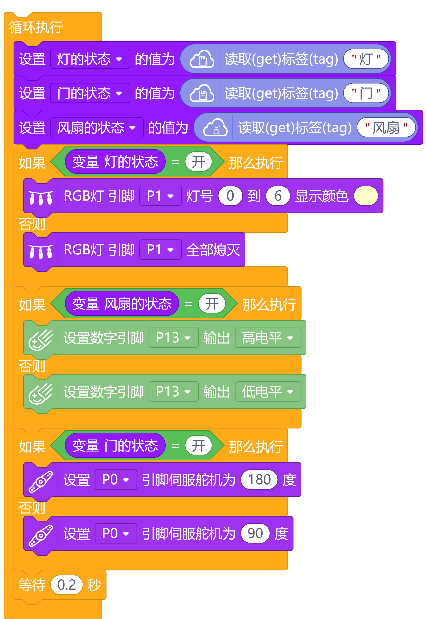 循环执行
设置 灯的状态 的值为 读取(get)标签(tag) "灯"
设置 门的状态 的值为 读取(get)标签(tag) "门"
设置 风扇的状态 的值为 读取(get)标签(tag) "风扇"
如果 变量 灯的状态 = 开 那么执行
RGB灯 引脚 P1 灯号 0 到 6 显示颜色
否则
RGB灯 引脚 P1 全部熄灭
如果 变量 风扇的状态 = 开 那么执行
设置数字引脚 P13 输出 高电平
否则
设置数字引脚 P13 输出 低电平
如果 变量 门的状态 = 开 那么执行
设置 P0 引脚伺服舵机为 180 度
否则
设置 P0 引脚伺服舵机为 90 度
等待 0.2 秒